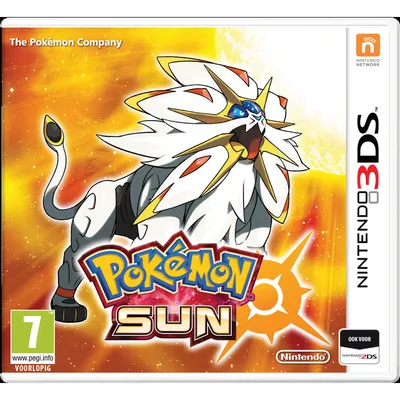 The Pokémon Company
NINTENDO
NETWORK
NINTENDO 3DS
TM
POKéMON
SUN
7
www.pegi.info
VOORLOPIG
Nintendo
OOK VOOR
NINTENDO 2DS